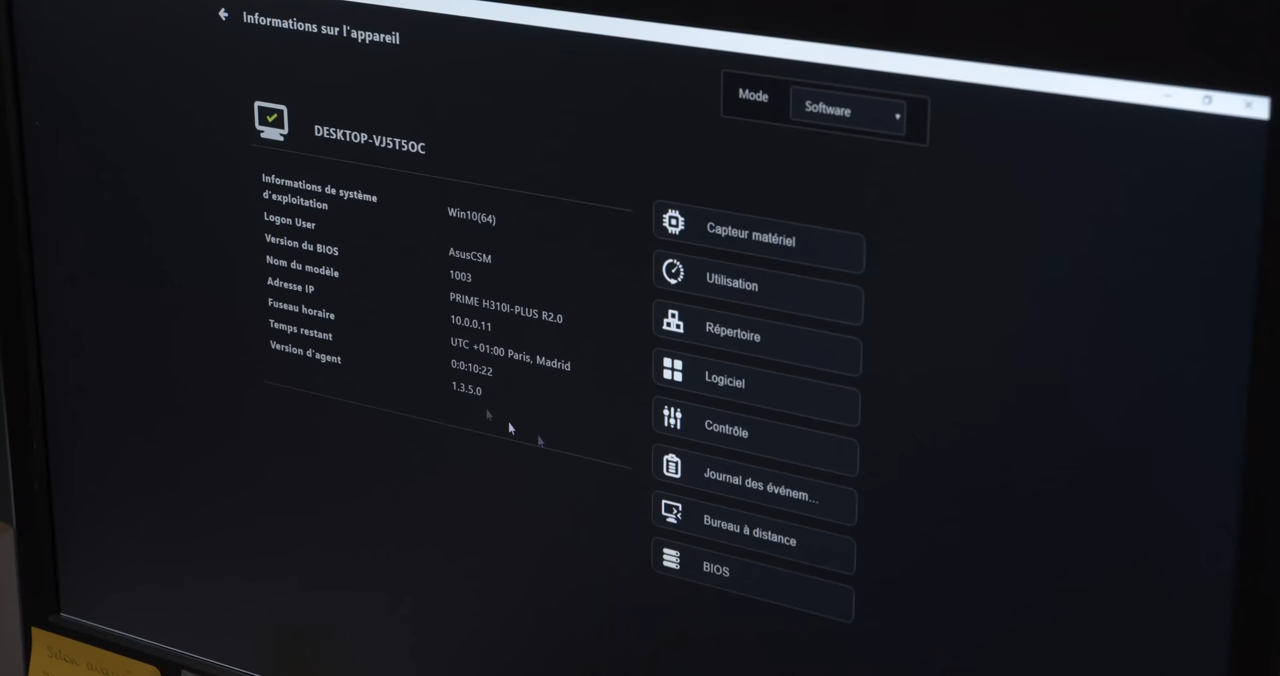 Informations sur l'appareil
Mode
Software
DESKTOP-VJ5T5OC
Informations de système
d'exploitation
Win10(64)
Logon User
AsusCSM
Version du BIOS
1003
Nom du modèle
PRIME H310I-PLUS R2.0
Adresse IP
10.0.0.11
Fuseau horaire
UTC +01:00 Paris, Madrid
Temps restant
0:0:10:22
Version d'agent
1.3.5.0
Capteur matériel
Utilisation
Répertoire
Logiciel
Contrôle
Journal des événem...
Bureau à distance
BIOS
Selon